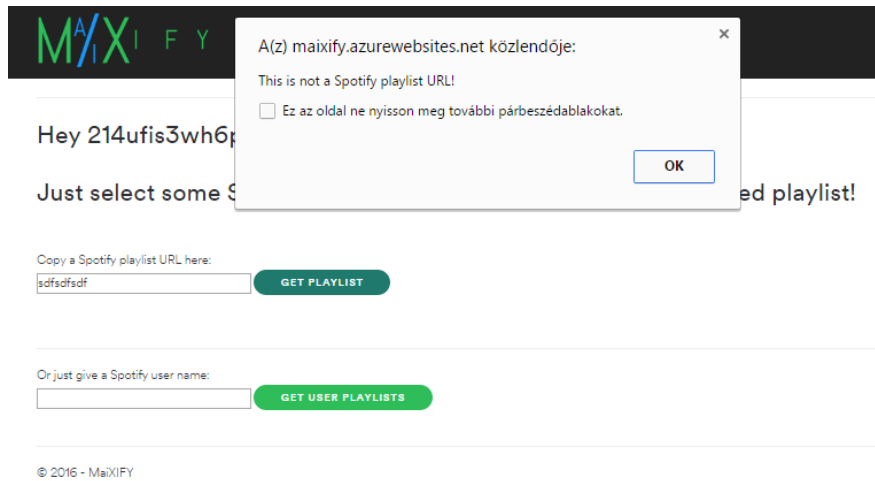 MAIXIFY
A(z) maixify.azurewebsites.net közlendője:
This is not a Spotify playlist URL!
Ez az oldal ne nyisson meg további párbeszédablakokat.
OK
Hey 214ufis3wh6
Just select some ed playlist!
Copy a Spotify playlist URL here:
sdfsdfsdf GET PLAYLIST
Or just give a Spotify user name:
GET USER PLAYLISTS
© 2016 - MaiXIFY